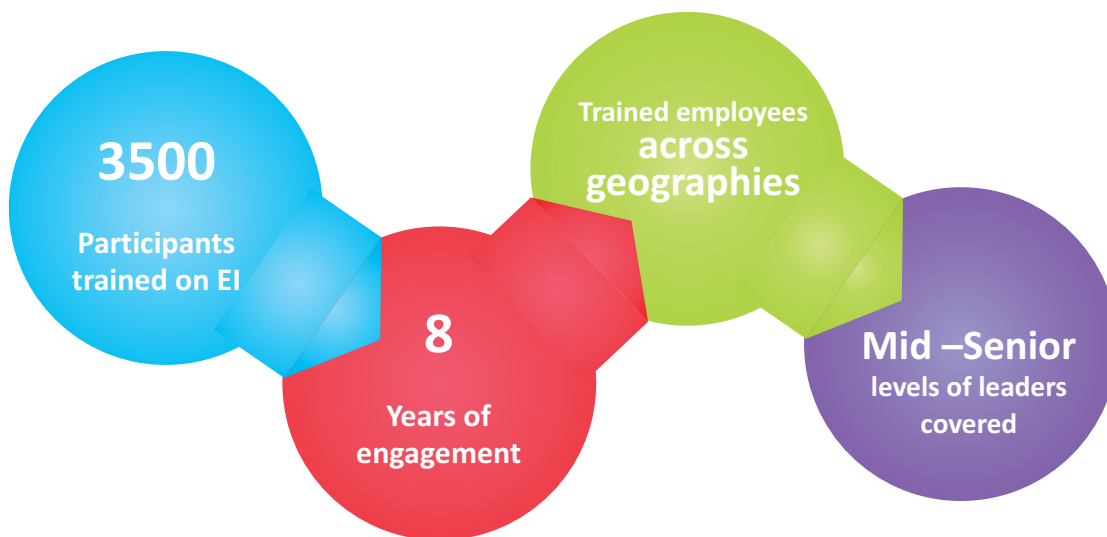 3500
Participants
trained on EI
8
Years of
engagement
Trained employees
across
geographies
Mid –Senior
levels of leaders
covered